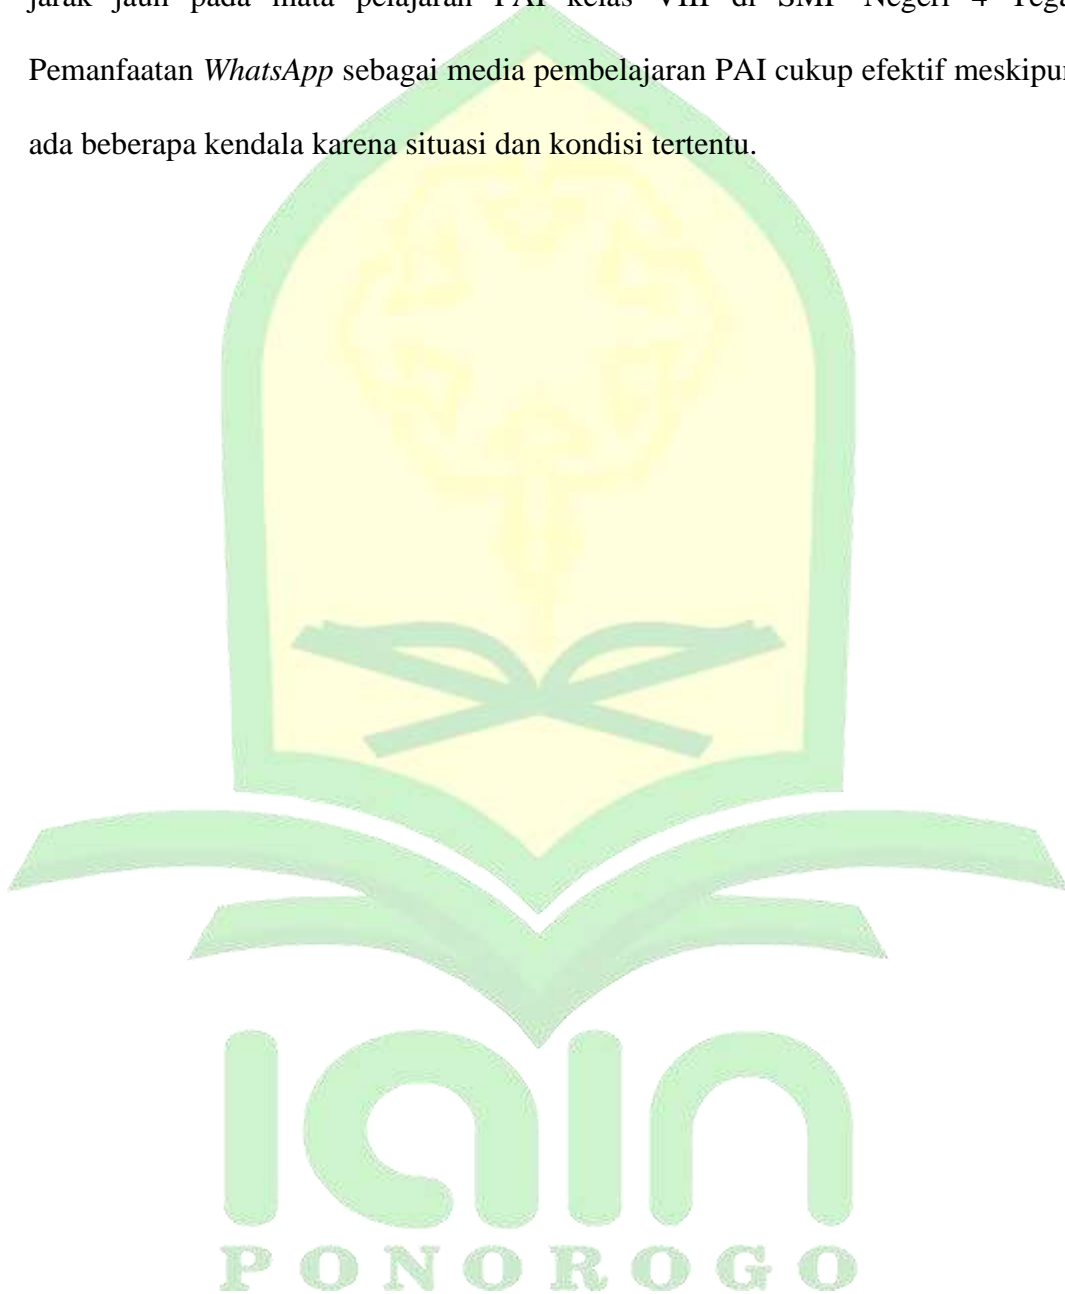 jarak jauh pada mata pelajaran PAI kelas VIII di SMP Negeri 4
Pemanfaatan WhatsApp sebagai media pembelajaran PAI cukup efektif
ada beberapa kendala karena situasi dan kondisi tertentu.
iain
PONOROGO